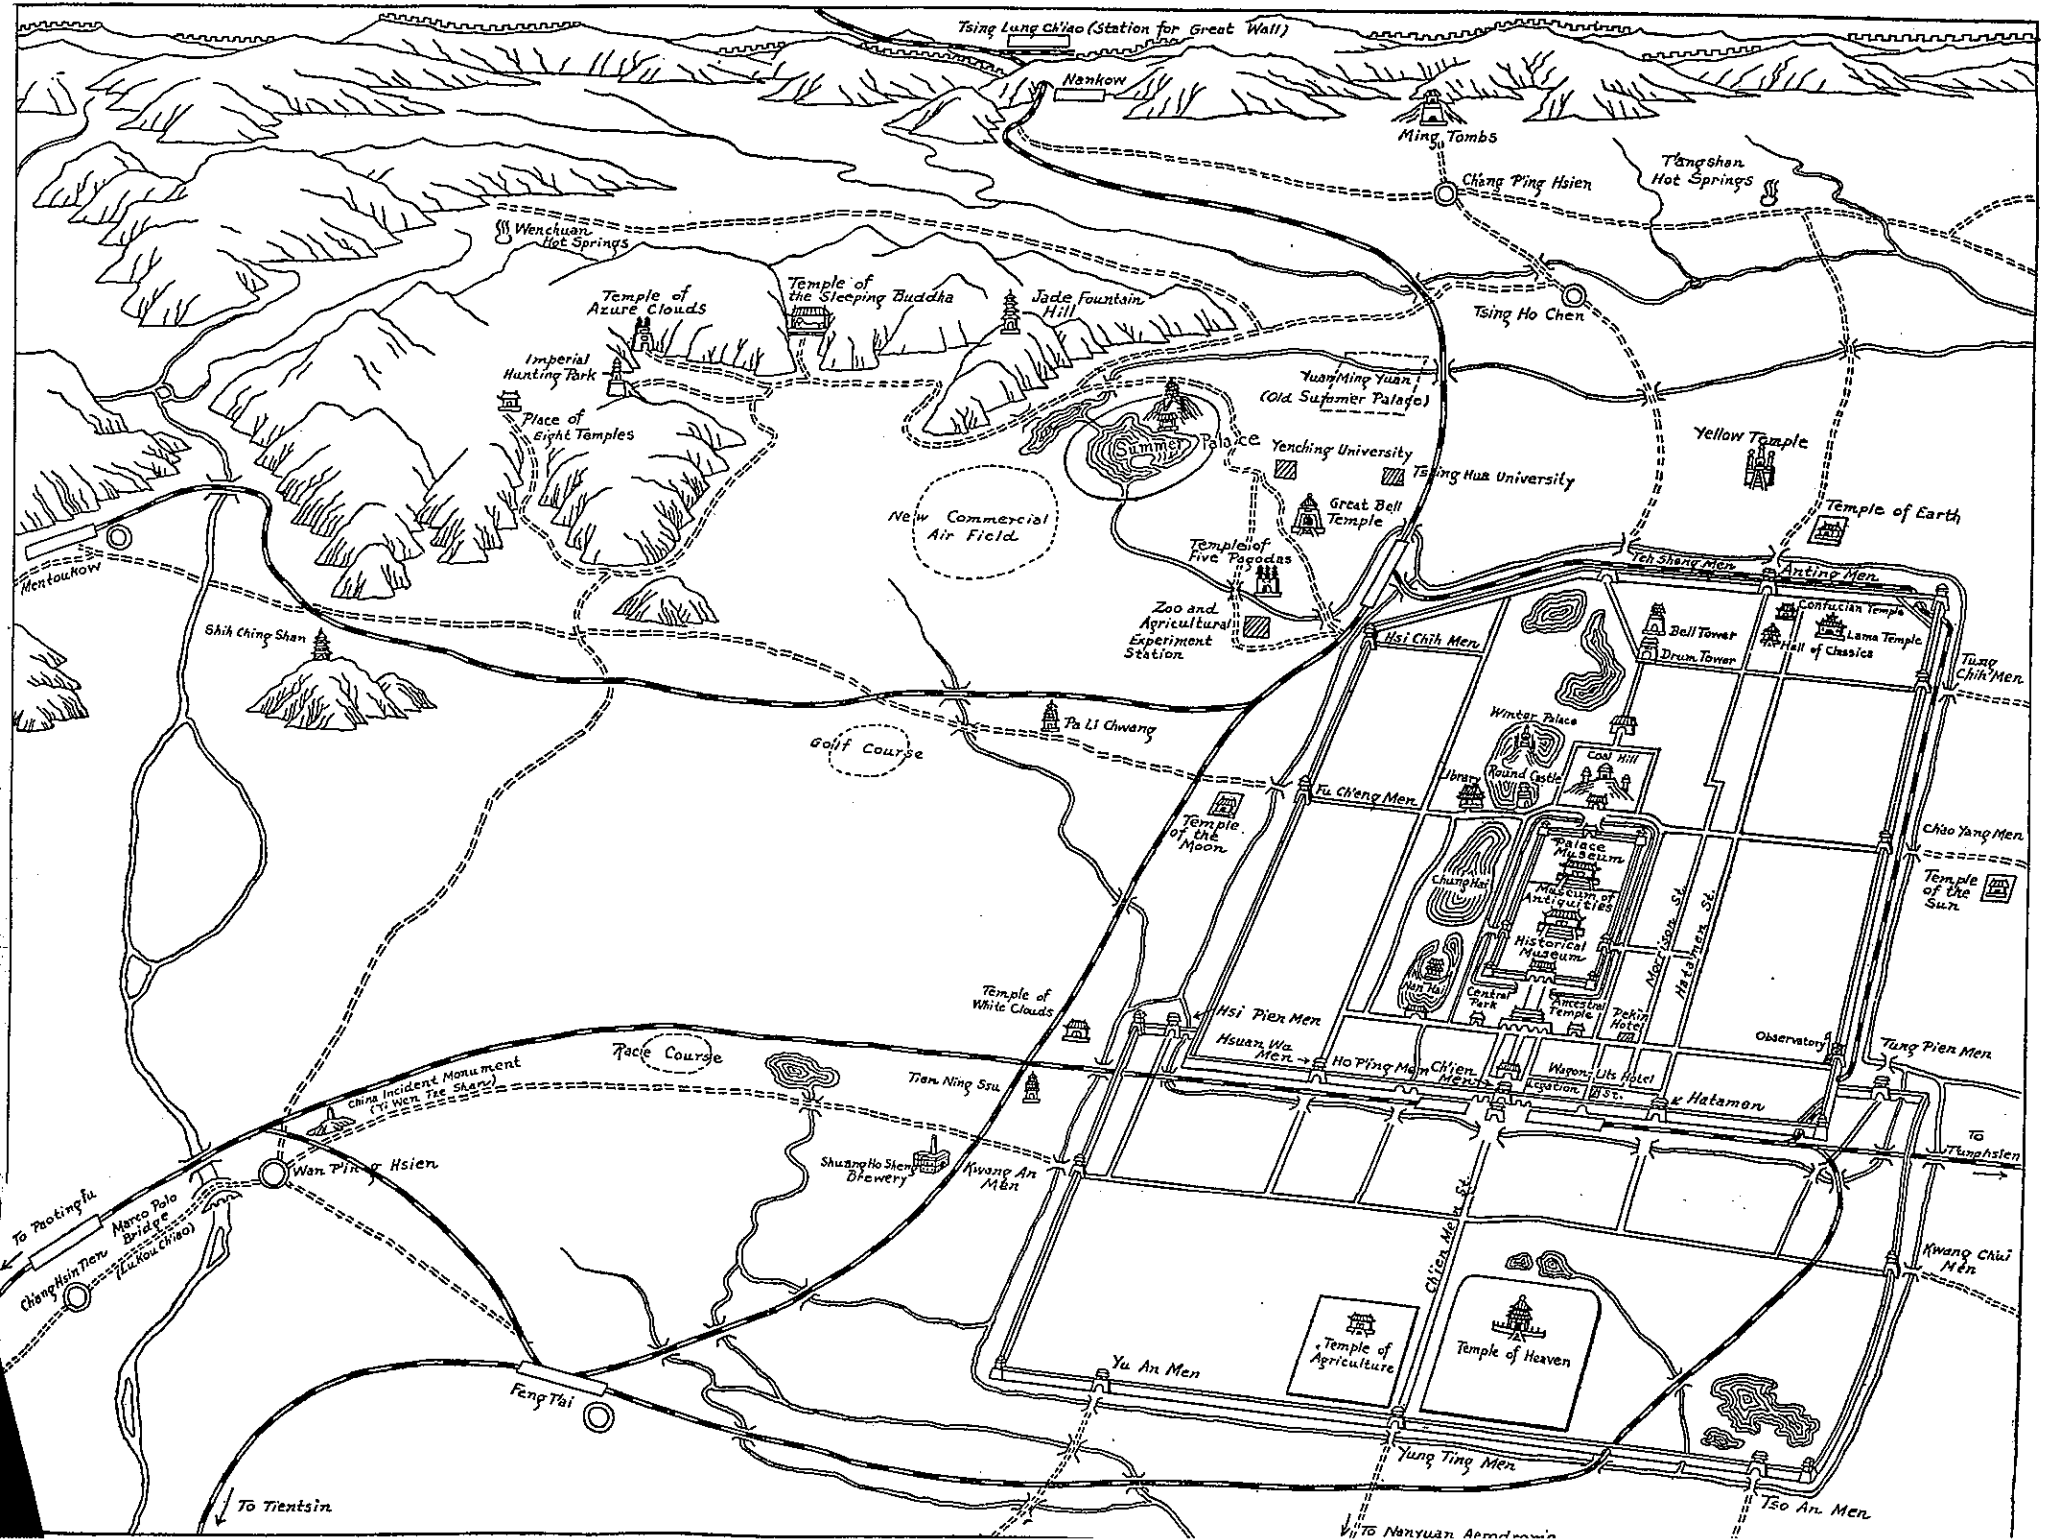 Tsing Lung Ch'iao (Station for Great Wall)
Nankow
Ming Tombs
Ch'ang P'ing Hsien
T'angshan
Hot Springs
Wenchuan
Hot Springs
Temple of
Azure Clouds
Temple of
the Sleeping Buddha
Jade Fountain
Hill
Tsing Ho Chen
Imperial
Hunting Park
Place of
Eight Temples
Yuan Ming Yuan
(Old Summer Palace)
Summer Palace
Yenching University
Tsing Hua University
Yellow Temple
Great Bell
Temple
Temple of Earth
New Commercial
Air Field
Temple of
Five Pagodas
Mentoukow
Teh Sheng Men
Anting Men
Zoo and
Agricultural
Experiment
Station
Shih Ching Shan
Hsi Chih Men
Bell Tower
Drum Tower
Confucian Temple
Lama Temple
Hall of Classics
Tung
Chih Men
Pa Li Chwang
Golf Course
Winter Palace
Coal Hill
Library
Round Castle
Fu Ch'eng Men
Temple
of the
Moon
Ch'ao Yang Men
Palace
Museum
Chung Hai
Museum of
Antiquities
Temple
of the
Sun
Historical
Museum
Morrison St.
Hatamen St.
Nan Hai
Central
Park
Ancestral
Temple
Pekin
Hotel
Temple of
White Clouds
Hsi Pien Men
Observatory
Tung Pien Men
Race Course
Hsuan Wu
Men
Ho P'ing Men
Ch'ien
Men
Wagon-Lits Hotel
Legation St.
Hatamen
Tien Ning Ssu
China Incident Monument
(Yi Wen Tze Shan)
To
Tunghsien
Wan P'ing Hsien
Shuang Ho Sheng
Brewery
Kwang An
Men
To Paotingfu
Marco Polo
Bridge
(Lu Kou Ch'iao)
Ch'ang Hsin Tien
Ch'ien Men St.
Kwang Ch'ui
Men
Temple of
Agriculture
Temple of Heaven
Yu An Men
Feng T'ai
Yung Ting Men
Tso An Men
To Tientsin
To Nanyuan Aerodrome